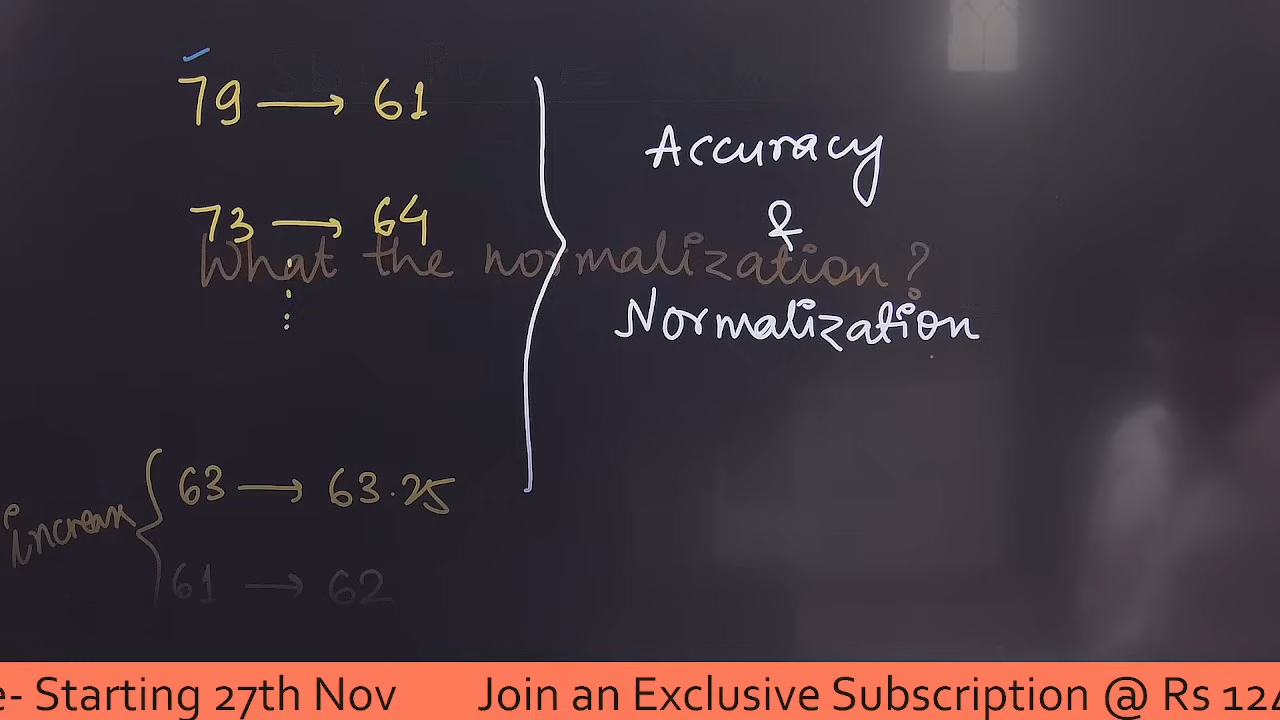 79 → 61
73 → 64
What the normalization?
Accuracy
&
Normalization
increase
63 → 63.25
61 → 62
Starting 27th Nov
Join an Exclusive Subscription @ Rs